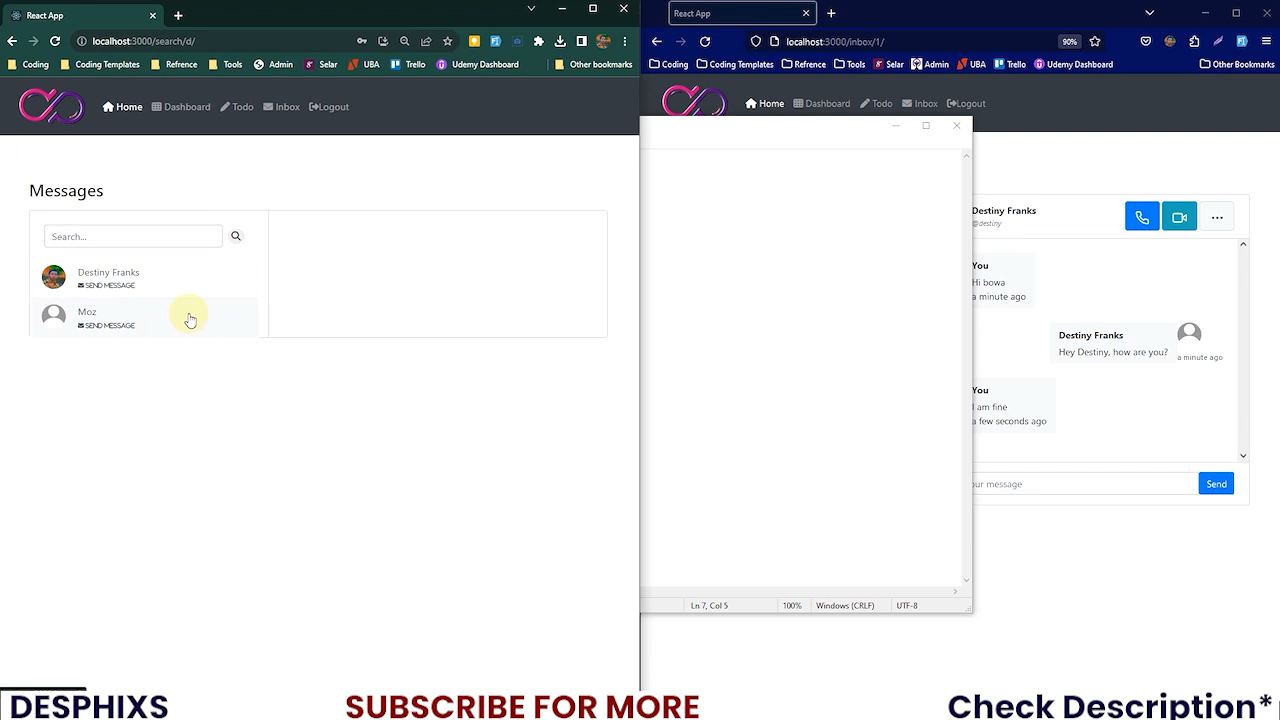 React App
localhost:3000/search/d/
Coding
Coding Templates
Refrence
Tools
Admin
Selar
UBA
Trello
Udemy Dashboard
Other bookmarks
Home
Dashboard
Todo
Inbox
Logout
Messages
Search...
Destiny Franks
SEND MESSAGE
Moz
SEND MESSAGE
React App
localhost:3000/inbox/1/
90%
Coding
Coding Templates
Refrence
Tools
Selar
Admin
UBA
Trello
Udemy Dashboard
Other Bookmarks
Home
Dashboard
Todo
Inbox
Logout
Destiny Franks
@destiny
You
Hi bowa
a minute ago
Destiny Franks
Hey Destiny, how are you?
a minute ago
You
I am fine
a few seconds ago
message
Send
Ln 7, Col 5
100%
Windows (CRLF)
UTF-8
DESPHIXS
SUBSCRIBE FOR MORE
Check Description*